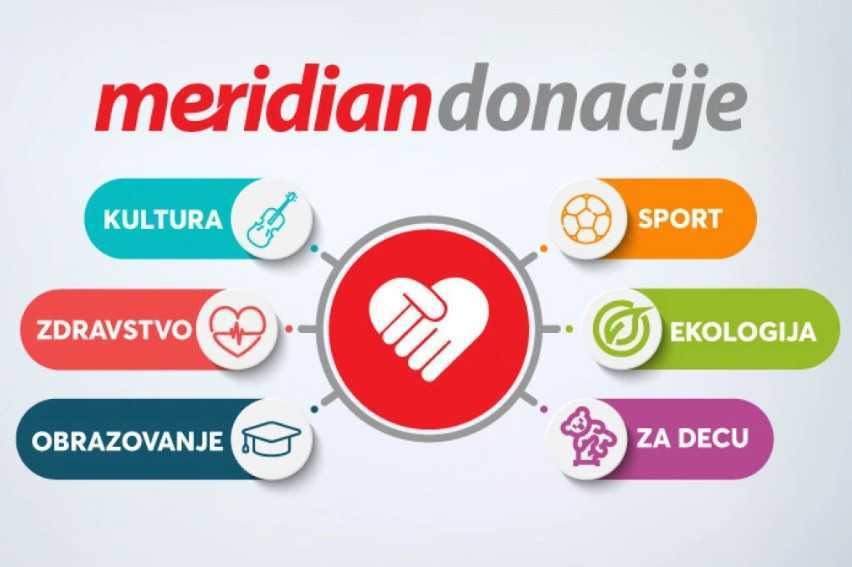 meridiandonacije
KULTURA
SPORT
ZDRAVSTVO
EKOLOGIJA
OBRAZOVANJE
ZA DECU